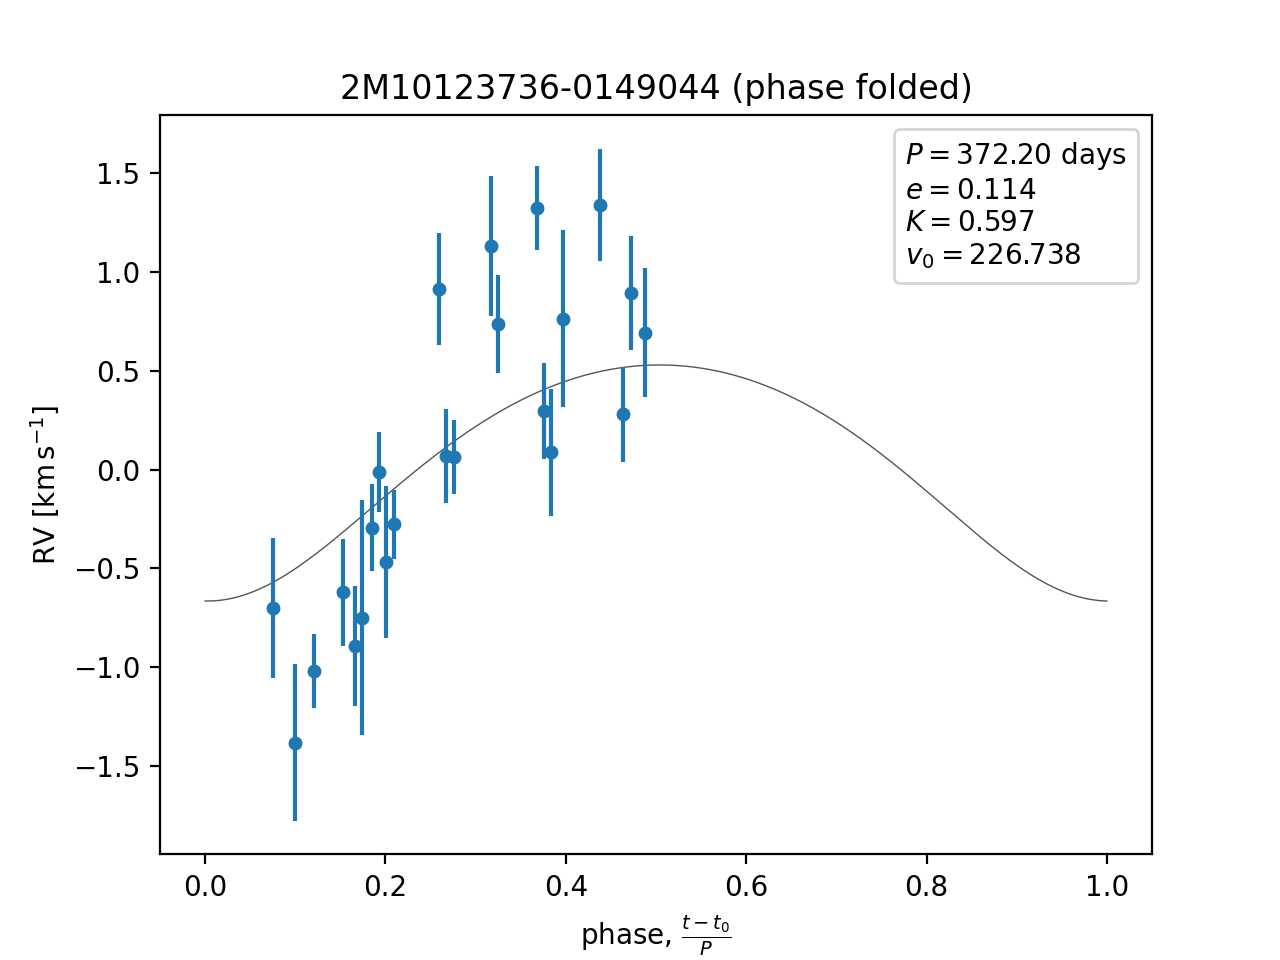 2M10123736-0149044 (phase folded)
P = 372.20 days
e = 0.114
K = 0.597
v₀ = 226.738
RV [km s⁻¹]
1.5
1.0
0.5
0.0
−0.5
−1.0
−1.5
0.0 0.2 0.4 0.6 0.8 1.0
phase, (t − t₀)/P